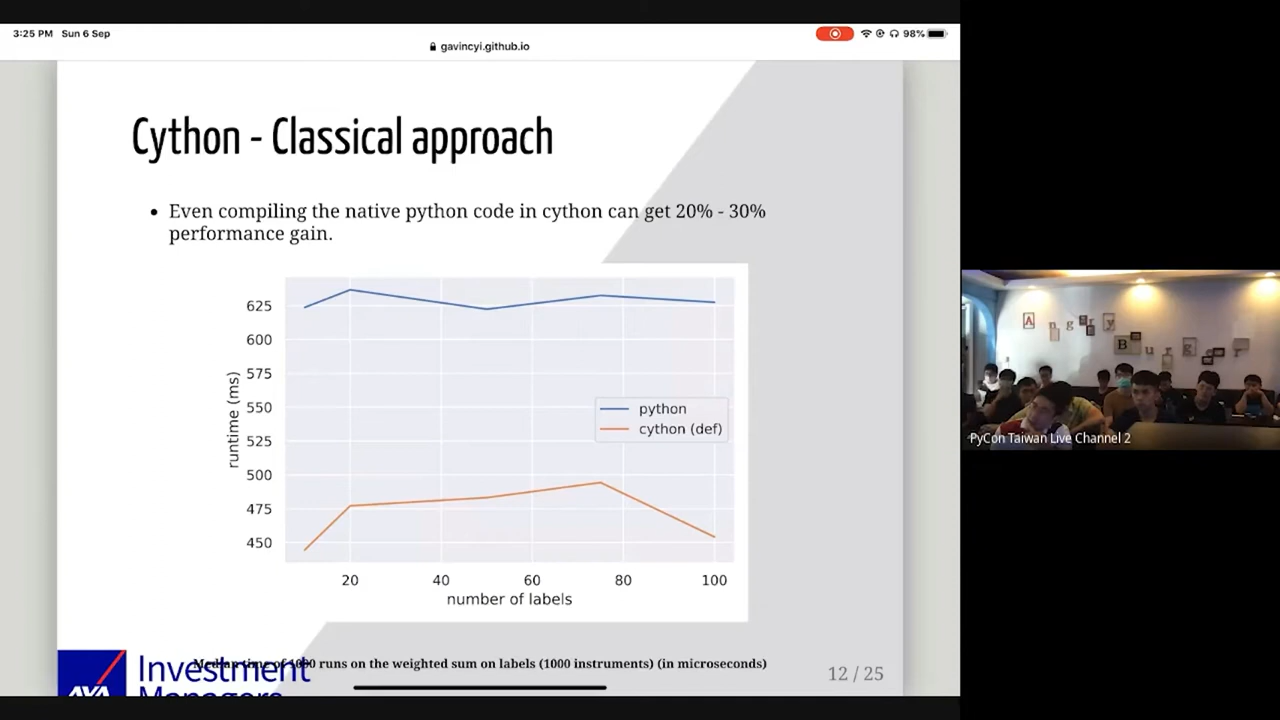 3:25 PM Sun 6 Sep
98%
gavincyi.github.io
Cython - Classical approach
• Even compiling the native python code in cython can get 20% - 30%
performance gain.
625
600
575
550
525
500
475
450
runtime (ms)
python
cython (def)
20 40 60 80 100
number of labels
Median time of 1000 runs on the weighted sum on labels (1000 instruments) (in microseconds)
Investment
Managers
AXA
12 / 25
Angry
Burger
PyCon Taiwan Live Channel 2